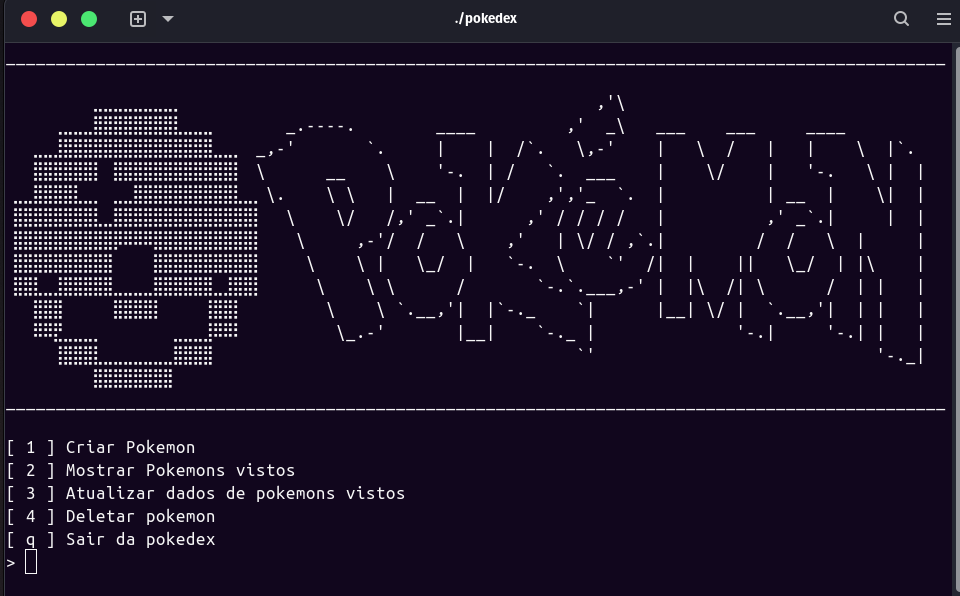 ./pokedex
POKéMON
[ 1 ] Criar Pokemon
[ 2 ] Mostrar Pokemons vistos
[ 3 ] Atualizar dados de pokemons vistos
[ 4 ] Deletar pokemon
[ q ] Sair da pokedex
>